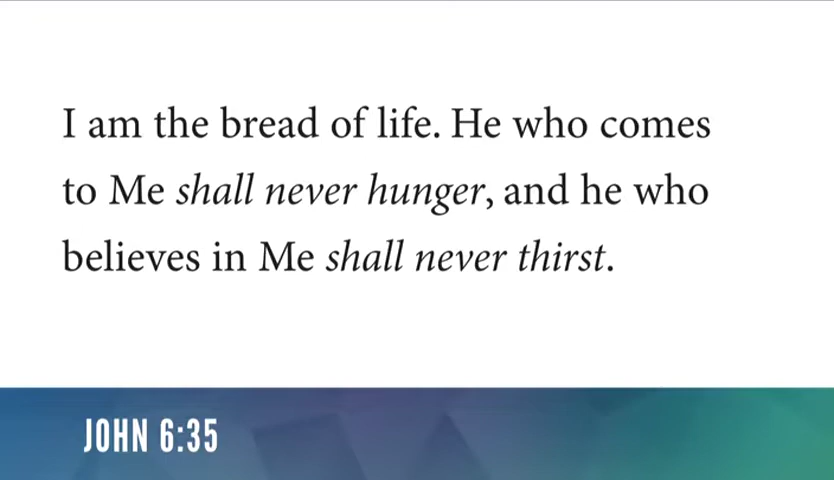 I am the bread of life. He who comes
to Me shall never hunger, and he who
believes in Me shall never thirst.
JOHN 6:35